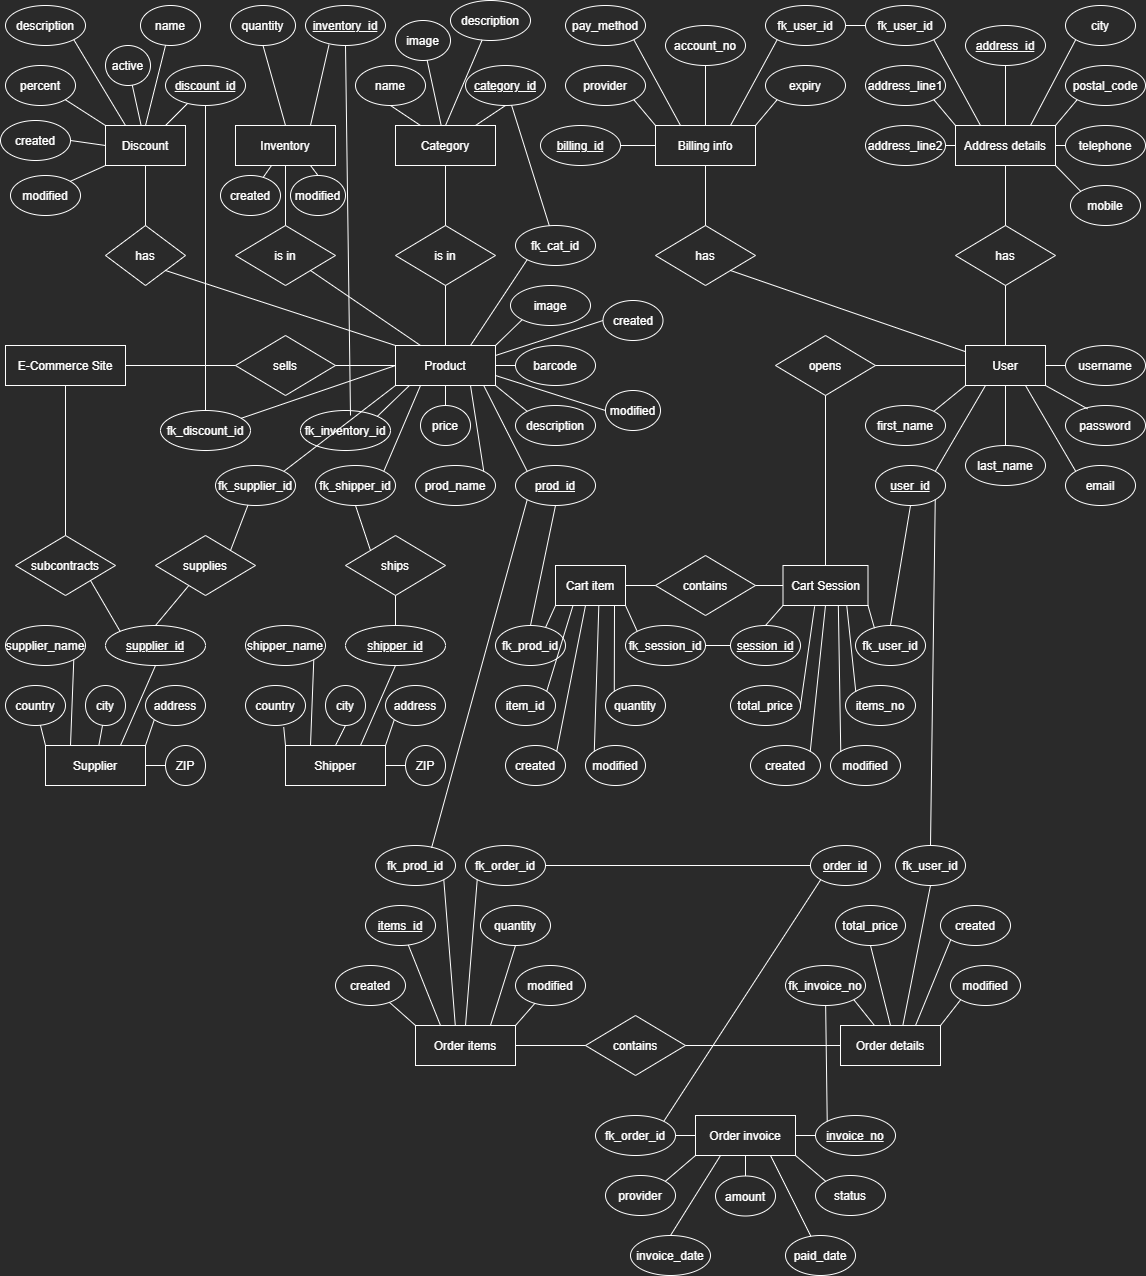 description
name
quantity
inventory_id
image
description
pay_method
account_no
fk_user_id
fk_user_id
address_id
city
active
percent
discount_id
name
category_id
provider
expiry
address_line1
postal_code
created
Discount
Inventory
Category
billing_id
Billing info
address_line2
Address details
telephone
modified
created
modified
mobile
has
is in
is in
fk_cat_id
has
has
image
created
E-Commerce Site
sells
Product
barcode
opens
User
username
fk_discount_id
fk_inventory_id
price
description
modified
first_name
last_name
password
fk_supplier_id
fk_shipper_id
prod_name
prod_id
user_id
email
subcontracts
supplies
ships
Cart item
contains
Cart Session
supplier_name
supplier_id
shipper_name
shipper_id
fk_prod_id
fk_session_id
session_id
fk_user_id
country
city
address
country
city
address
item_id
quantity
total_price
items_no
Supplier
ZIP
Shipper
ZIP
created
modified
created
modified
fk_prod_id
fk_order_id
order_id
fk_user_id
items_id
quantity
total_price
created
created
modified
fk_invoice_no
modified
Order items
contains
Order details
fk_order_id
Order invoice
invoice_no
provider
amount
status
invoice_date
paid_date